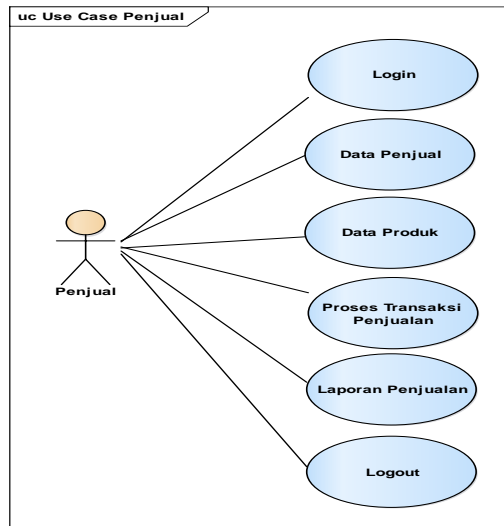 uc Use Case Penjual
Login
Data Penjual
Data Produk
Penjual
Proses Transaksi
Penjualan
Laporan Penjualan
Logout